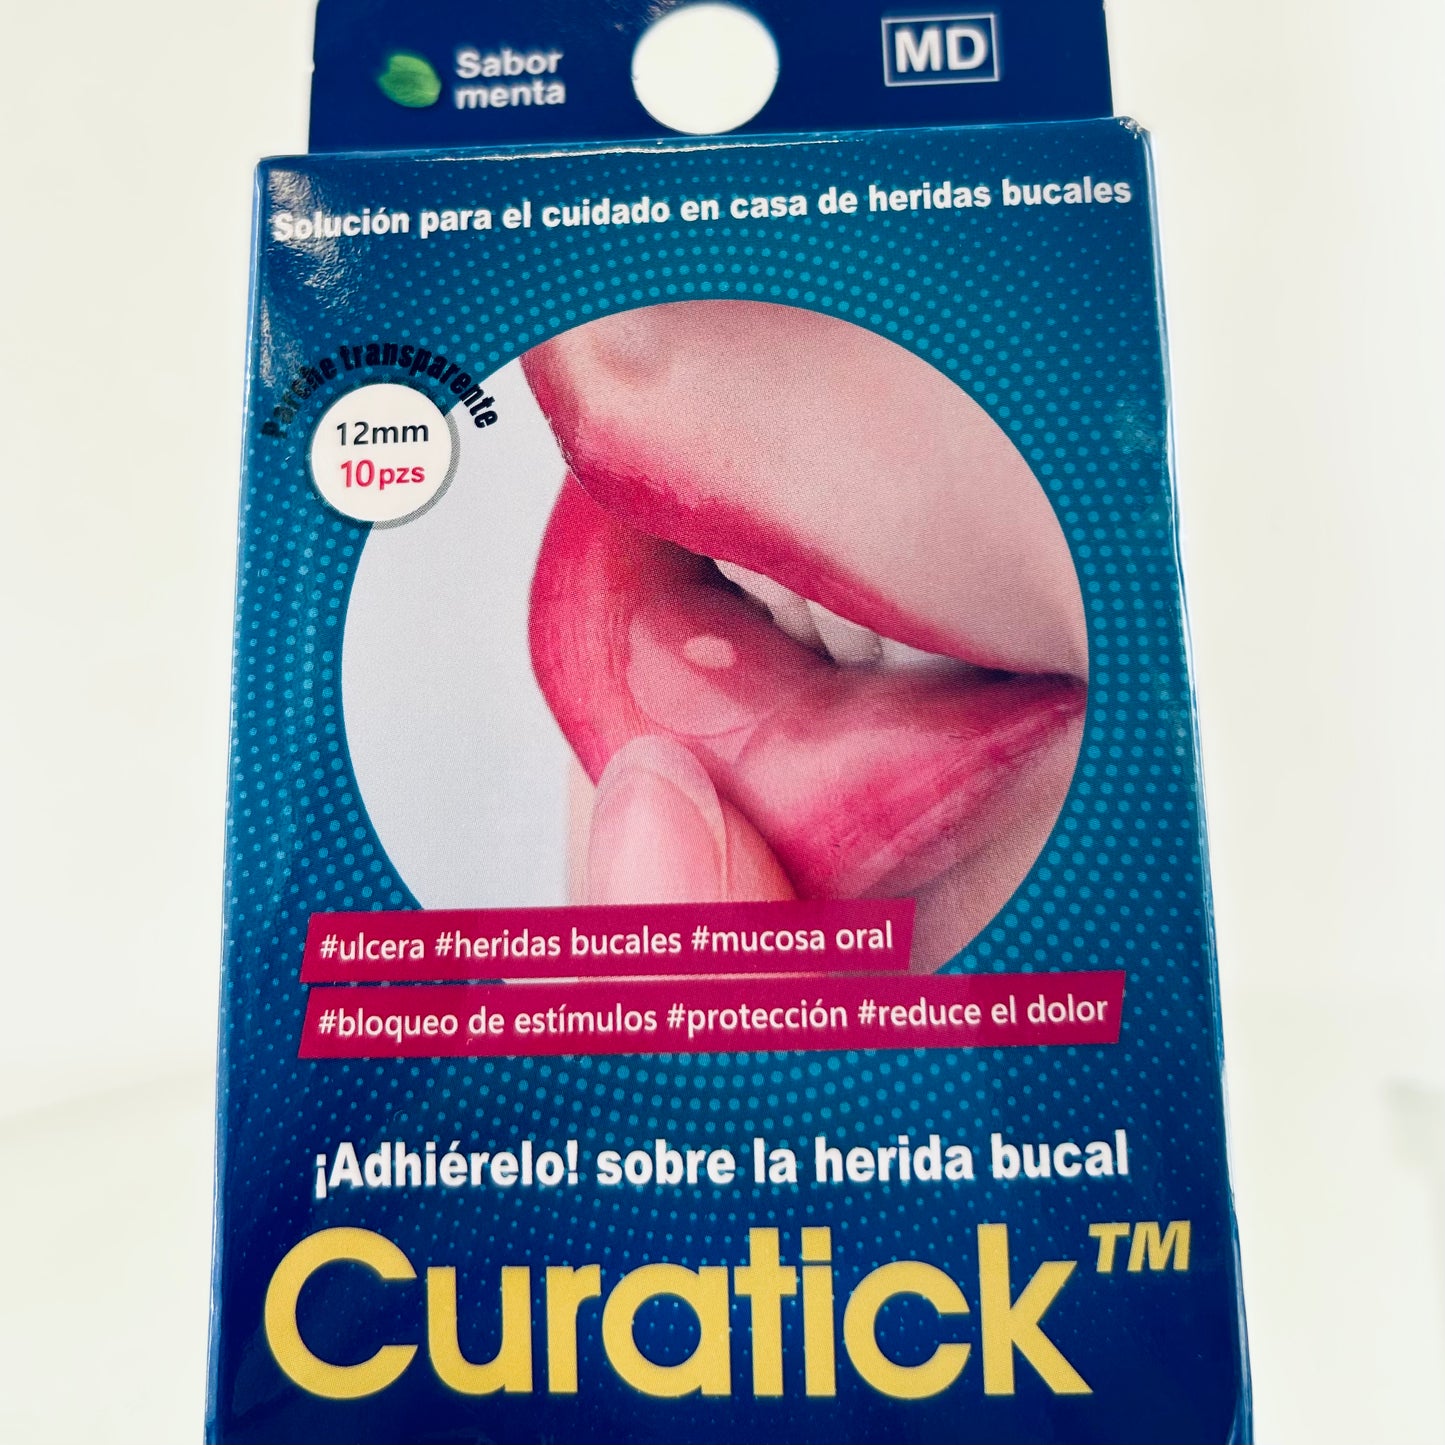 Sabor
menta
MD
Solución para el cuidado en casa de heridas bucales
Parche transparente
12mm
10pzs
#ulcera #heridas bucales #mucosa oral
#bloqueo de estímulos #protección #reduce el dolor
¡Adhiérelo! sobre la herida bucal
Curatick™